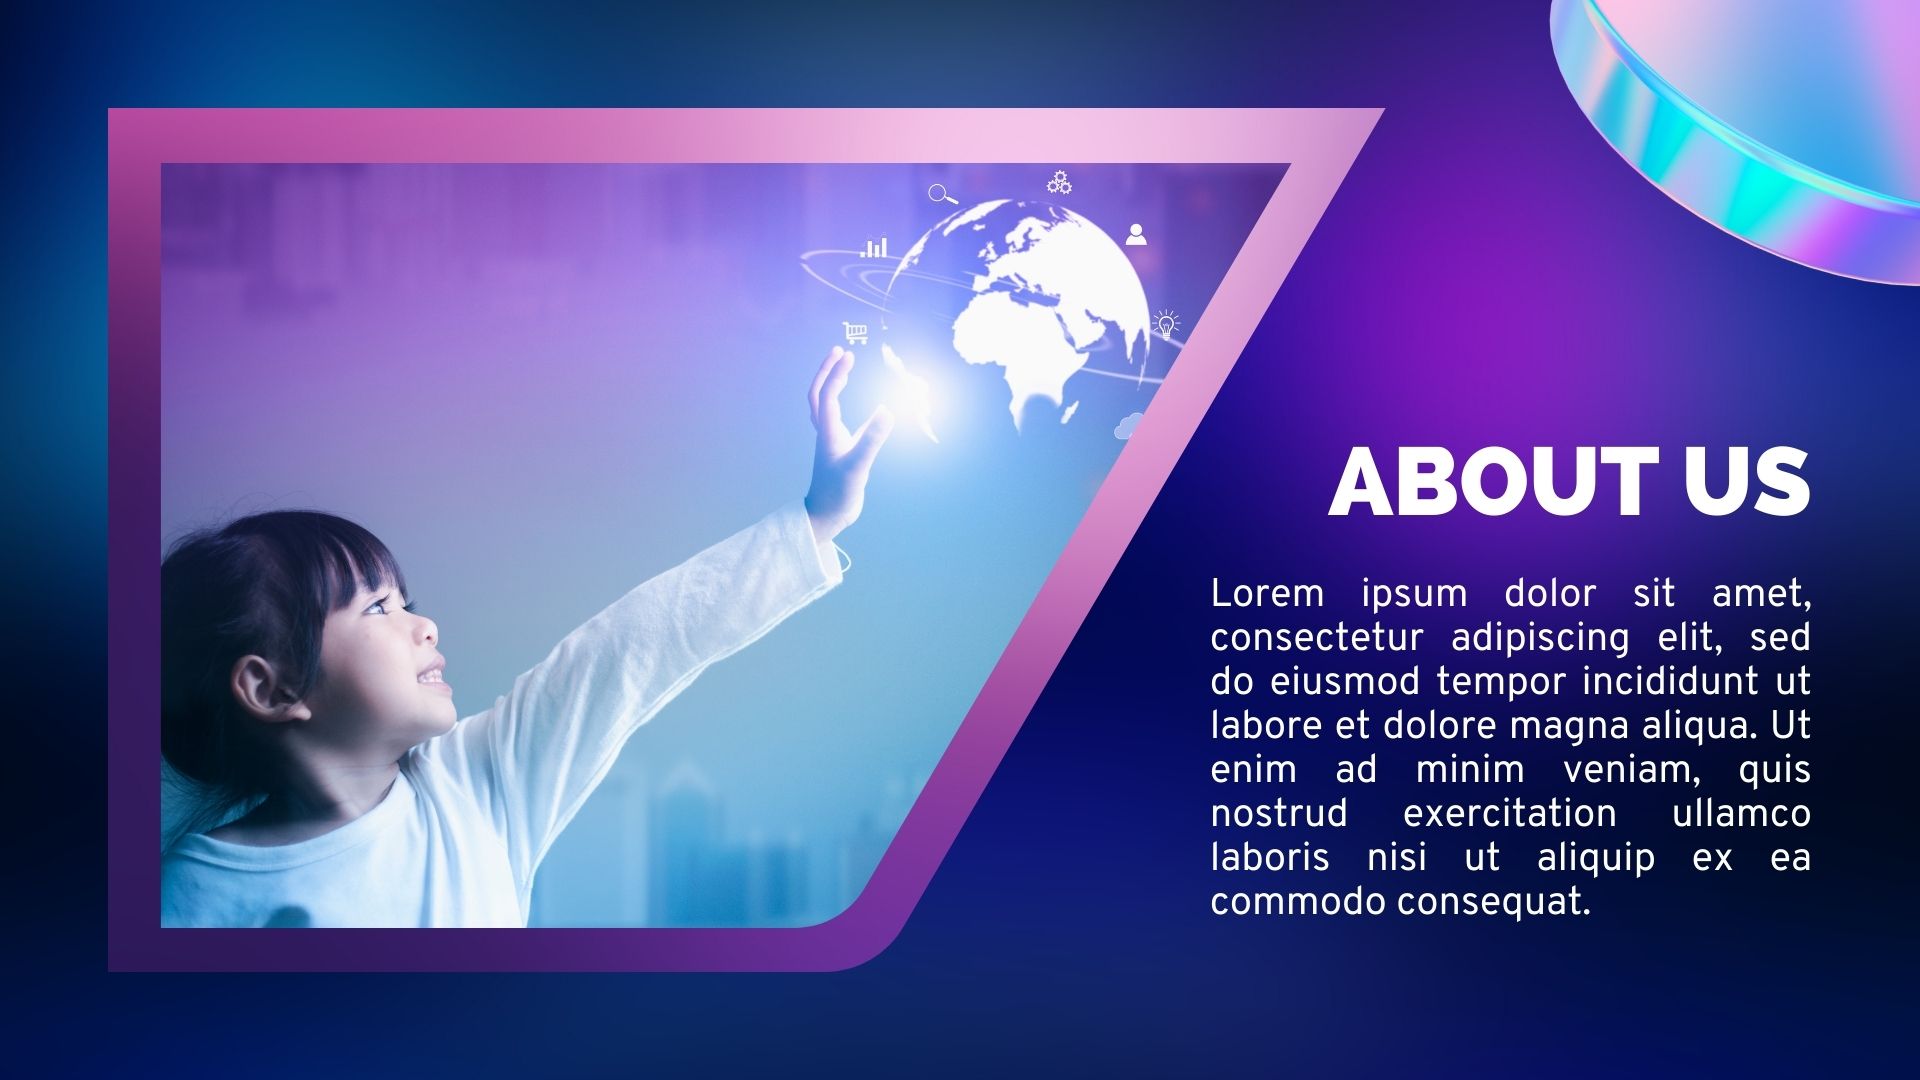 ABOUT US
Lorem ipsum dolor sit amet,
consectetur adipiscing elit, sed
do eiusmod tempor incididunt ut
labore et dolore magna aliqua. Ut
enim ad minim veniam, quis
nostrud exercitation ullamco
laboris nisi ut aliquip ex ea
commodo consequat.